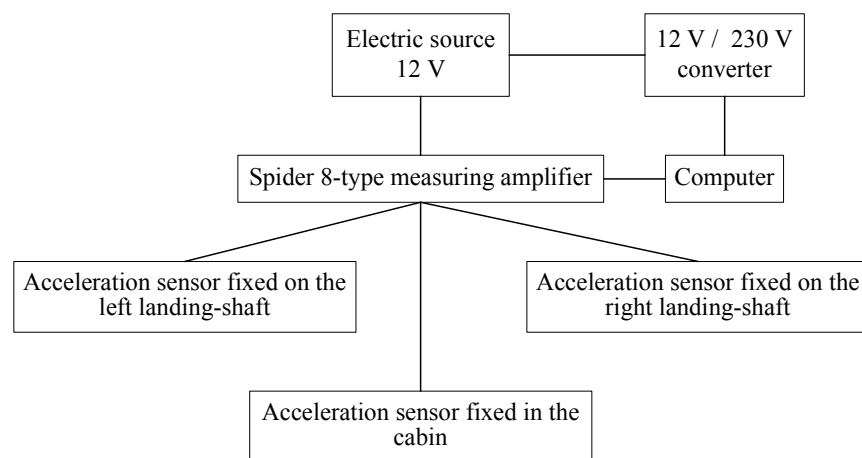 Electric source
12 V
12 V / 230 V
converter
Spider 8-type measuring amplifier
Computer
Acceleration sensor fixed on the
left landing-shaft
Acceleration sensor fixed on the
right landing-shaft
Acceleration sensor fixed in the
cabin